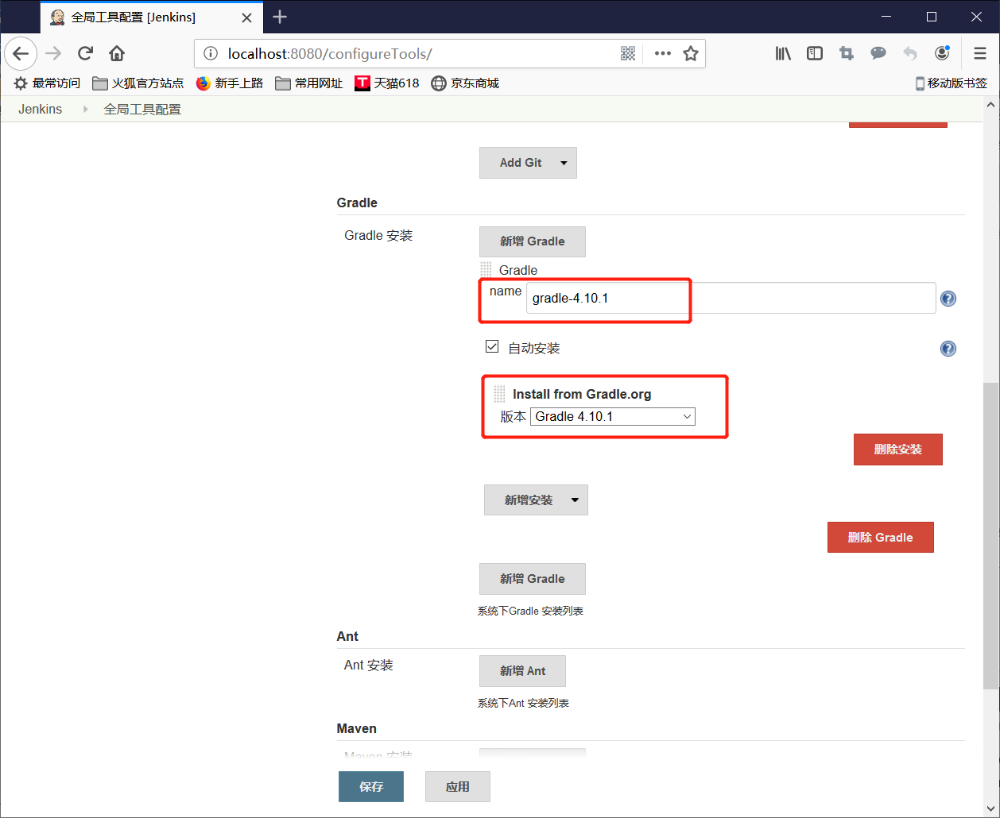 全局工具配置 [Jenkins]
localhost:8080/configureTools/
最常访问 火狐官方站点 新手上路 常用网址 T 天猫618 京东商城 移动版书签
Jenkins 全局工具配置
Add Git
Gradle
Gradle 安装 新增 Gradle
Gradle
name gradle-4.10.1
自动安装
Install from Gradle.org
版本 Gradle 4.10.1
删除安装
新增安装
删除 Gradle
新增 Gradle
系统下Gradle 安装列表
Ant
Ant 安装 新增 Ant
系统下Ant 安装列表
Maven
Maven 安装
保存 应用